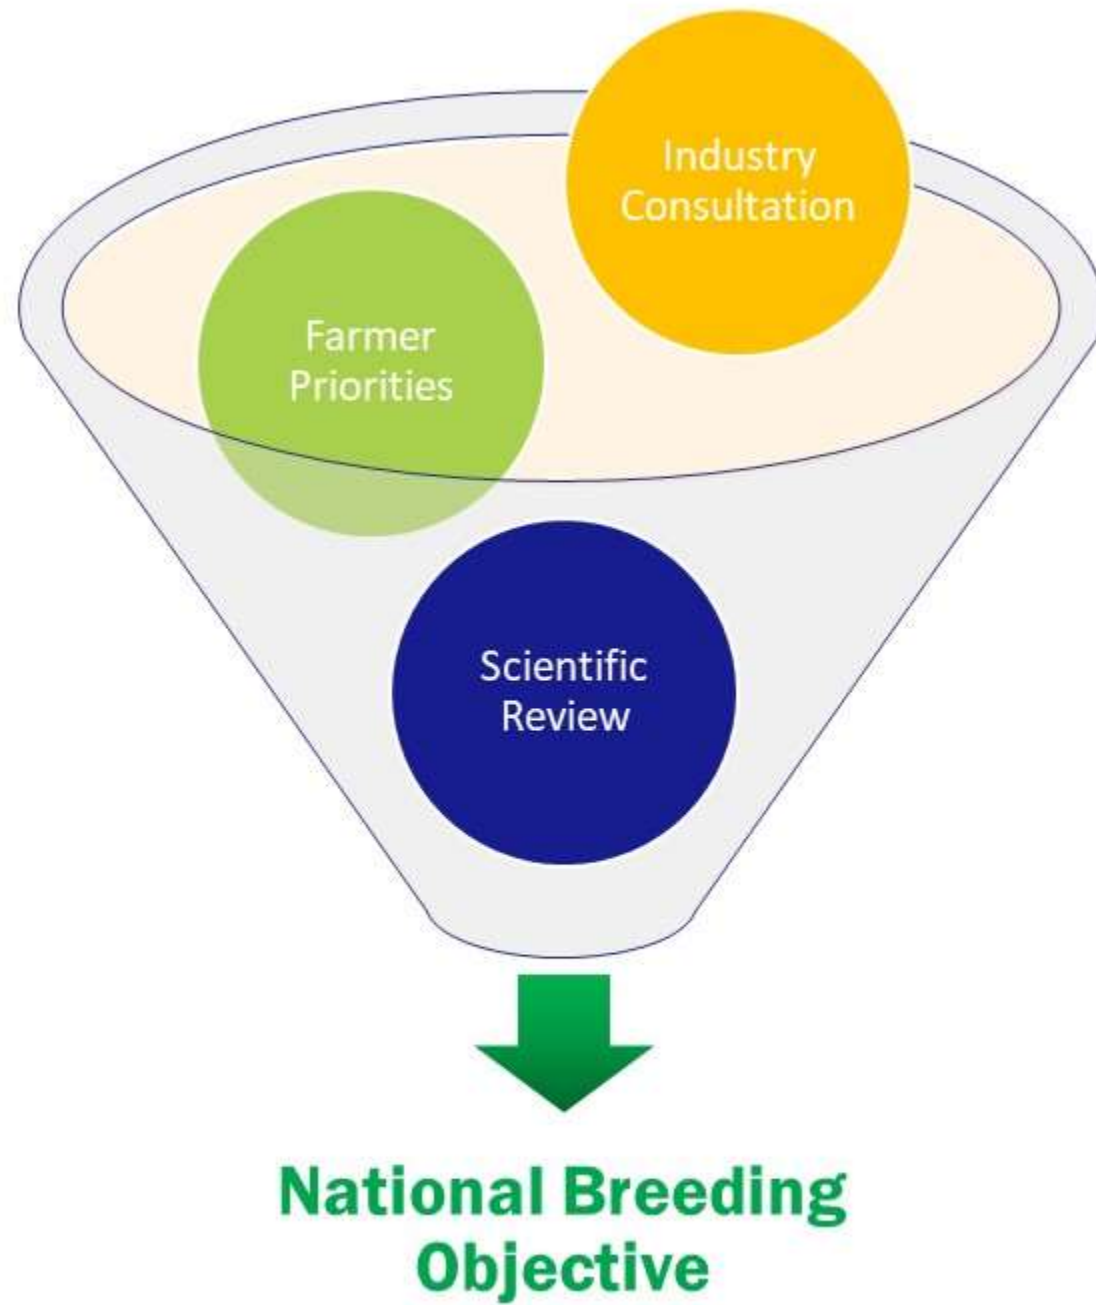 Industry
Consultation
Farmer
Priorities
Scientific
Review
National Breeding
Objective